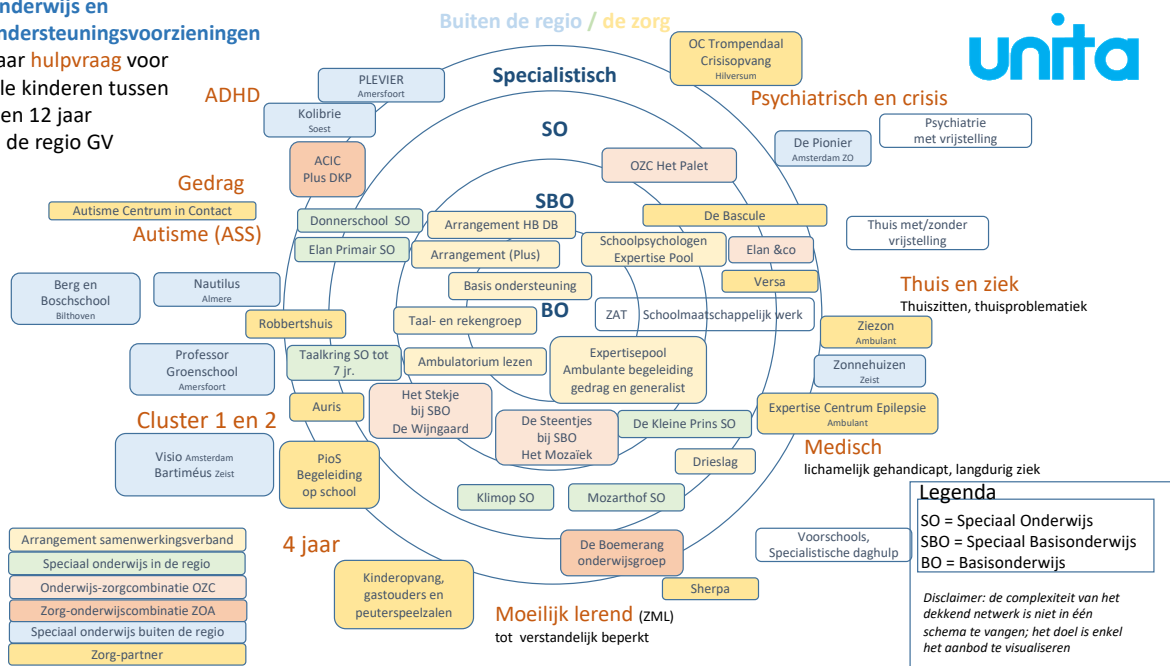 nderwijs en
ndersteuningsvoorzieningen
aar hulpvraag voor
le kinderen tussen
en 12 jaar
de regio GV
Buiten de regio / de zorg
unita
Specialistisch
SO
SBO
BO
ADHD
PLEVIER
Amersfoort
Kolibrie
Soest
ACIC
Plus DKP
OC Trompendaal
Crisisopvang
Hilversum
Psychiatrisch en crisis
Psychiatrie
met vrijstelling
De Pionier
Amsterdam ZO
OZC Het Palet
Gedrag
Autisme Centrum in Contact
Autisme (ASS)
Donnerschool SO
Elan Primair SO
Arrangement HB DB
Arrangement (Plus)
Basis ondersteuning
Schoolpsychologen
Expertise Pool
De Bascule
Elan &co
Versa
Thuis met/zonder
vrijstelling
Berg en
Boschschool
Bilthoven
Nautilus
Almere
Robbertshuis
Taal- en rekengroep
ZAT Schoolmaatschappelijk werk
Thuis en ziek
Thuiszitten, thuisproblematiek
Ziezon
Ambulant
Zonnehuizen
Zeist
Professor
Groenschool
Amersfoort
Taalkring SO tot
7 jr.
Ambulatorium lezen
Expertisepool
Ambulante begeleiding
gedrag en generalist
Auris
Het Stekje
bij SBO
De Wijngaard
De Steentjes
bij SBO
Het Mozaïek
De Kleine Prins SO
Expertise Centrum Epilepsie
Ambulant
Cluster 1 en 2
Visio Amsterdam
Bartiméus Zeist
PioS
Begeleiding
op school
Drieslag
Medisch
lichamelijk gehandicapt, langdurig ziek
Klimop SO
Mozarthof SO
De Boemerang
onderwijsgroep
Voorschools,
Specialistische daghulp
Sherpa
4 jaar
Kinderopvang,
gastouders en
peuterspeelzalen
Moeilijk lerend (ZML)
tot verstandelijk beperkt
Arrangement samenwerkingsverband
Speciaal onderwijs in de regio
Onderwijs-zorgcombinatie OZC
Zorg-onderwijscombinatie ZOA
Speciaal onderwijs buiten de regio
Zorg-partner
Legenda
SO = Speciaal Onderwijs
SBO = Speciaal Basisonderwijs
BO = Basisonderwijs
Disclaimer: de complexiteit van het
dekkend netwerk is niet in één
schema te vangen; het doel is enkel
het aanbod te visualiseren